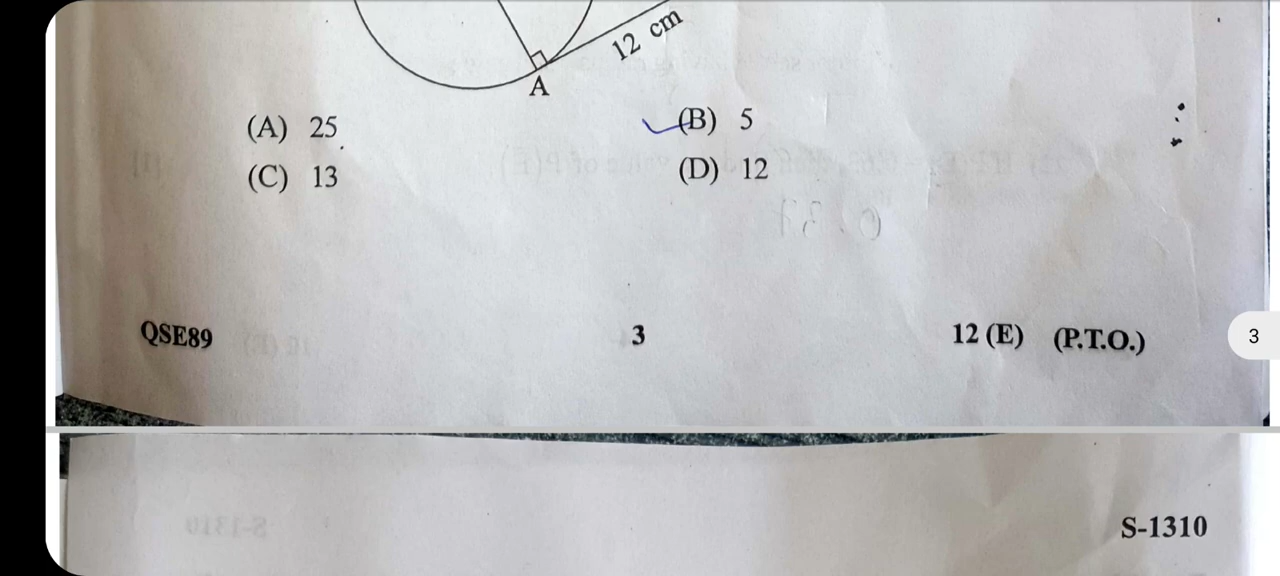 12 cm
A
(A) 25
(B) 5
(C) 13
(D) 12
QSE89 3 12 (E) (P.T.O.)
3
S-1310